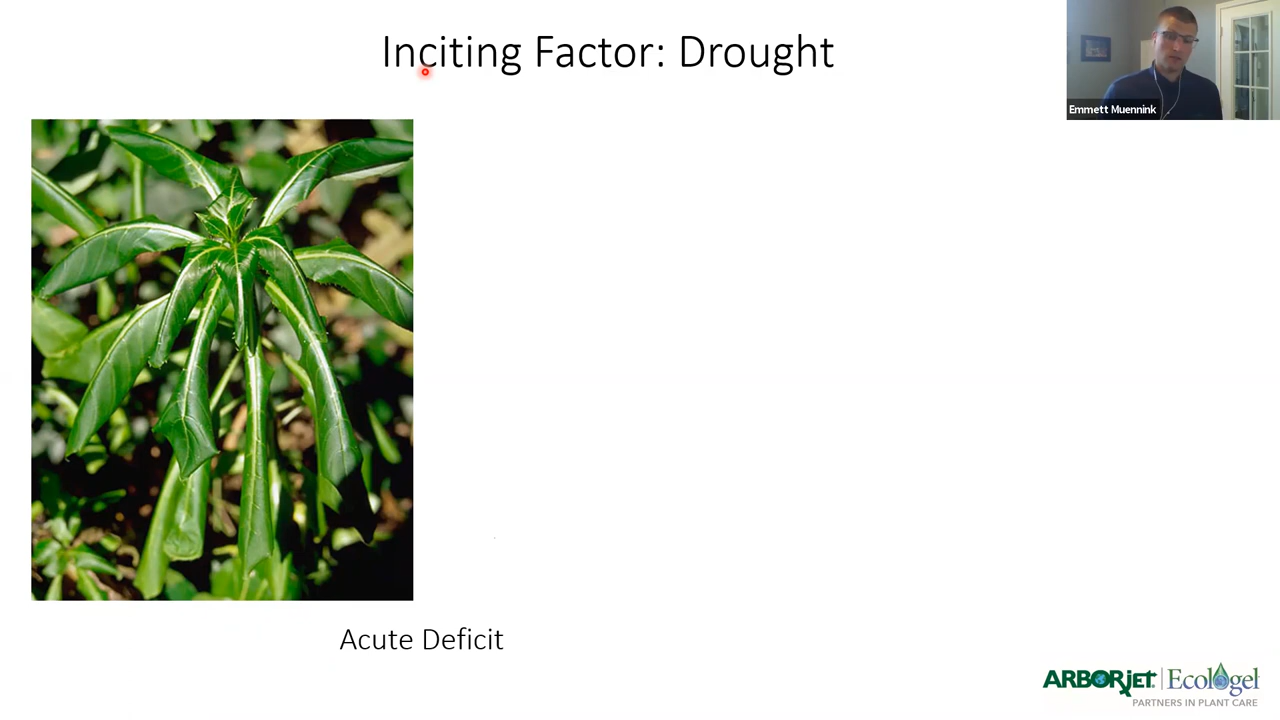 Inciting Factor: Drought
Emmett Muennink
Acute Deficit
ARBORjet Ecologel
PARTNERS IN PLANT CARE